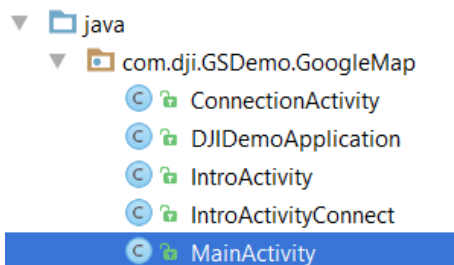 java
com.dji.GSDemo.GoogleMap
C ConnectionActivity
C DJIDemoApplication
C IntroActivity
C IntroActivityConnect
C MainActivity